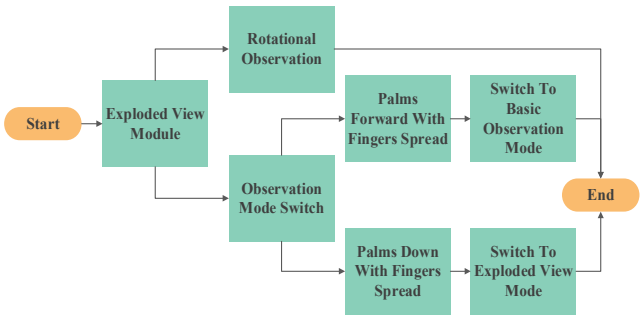 Start
Exploded View
Module
Rotational
Observation
Observation
Mode Switch
Palms
Forward With
Fingers Spread
Switch To
Basic
Observation
Mode
Palms Down
With Fingers
Spread
Switch To
Exploded View
Mode
End